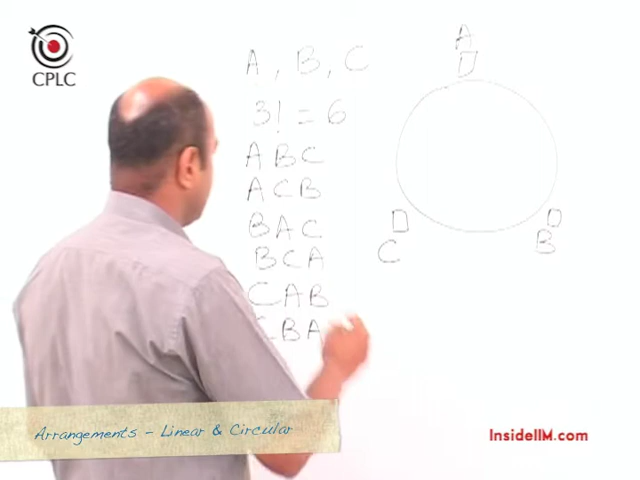 CPLC
A, B, C
3! = 6
ABC
ACB
BAC
BCA
CAB
CBA
A
D
D
C
D
B
Arrangements - Linear & Circular
InsideIIM.com